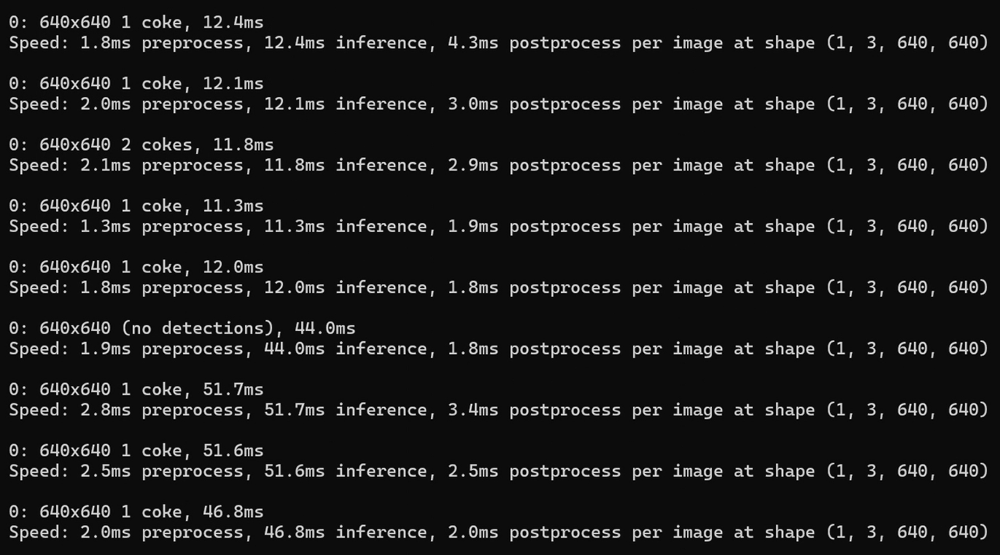 0: 640x640 1 coke, 12.4ms
Speed: 1.8ms preprocess, 12.4ms inference, 4.3ms postprocess per image at shape (1, 3, 640, 640)
0: 640x640 1 coke, 12.1ms
Speed: 2.0ms preprocess, 12.1ms inference, 3.0ms postprocess per image at shape (1, 3, 640, 640)
0: 640x640 2 cokes, 11.8ms
Speed: 2.1ms preprocess, 11.8ms inference, 2.9ms postprocess per image at shape (1, 3, 640, 640)
0: 640x640 1 coke, 11.3ms
Speed: 1.3ms preprocess, 11.3ms inference, 1.9ms postprocess per image at shape (1, 3, 640, 640)
0: 640x640 1 coke, 12.0ms
Speed: 1.8ms preprocess, 12.0ms inference, 1.8ms postprocess per image at shape (1, 3, 640, 640)
0: 640x640 (no detections), 44.0ms
Speed: 1.9ms preprocess, 44.0ms inference, 1.8ms postprocess per image at shape (1, 3, 640, 640)
0: 640x640 1 coke, 51.7ms
Speed: 2.8ms preprocess, 51.7ms inference, 3.4ms postprocess per image at shape (1, 3, 640, 640)
0: 640x640 1 coke, 51.6ms
Speed: 2.5ms preprocess, 51.6ms inference, 2.5ms postprocess per image at shape (1, 3, 640, 640)
0: 640x640 1 coke, 46.8ms
Speed: 2.0ms preprocess, 46.8ms inference, 2.0ms postprocess per image at shape (1, 3, 640, 640)